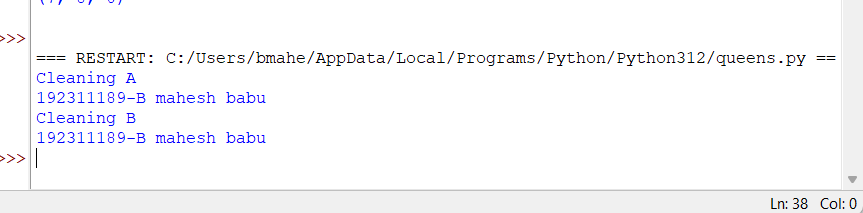 >>>
=== RESTART: C:/Users/bmahe/AppData/Local/Programs/Python/Python312/queens.py ==
Cleaning A
192311189-B mahesh babu
Cleaning B
192311189-B mahesh babu
>>>
Ln: 38 Col: 0